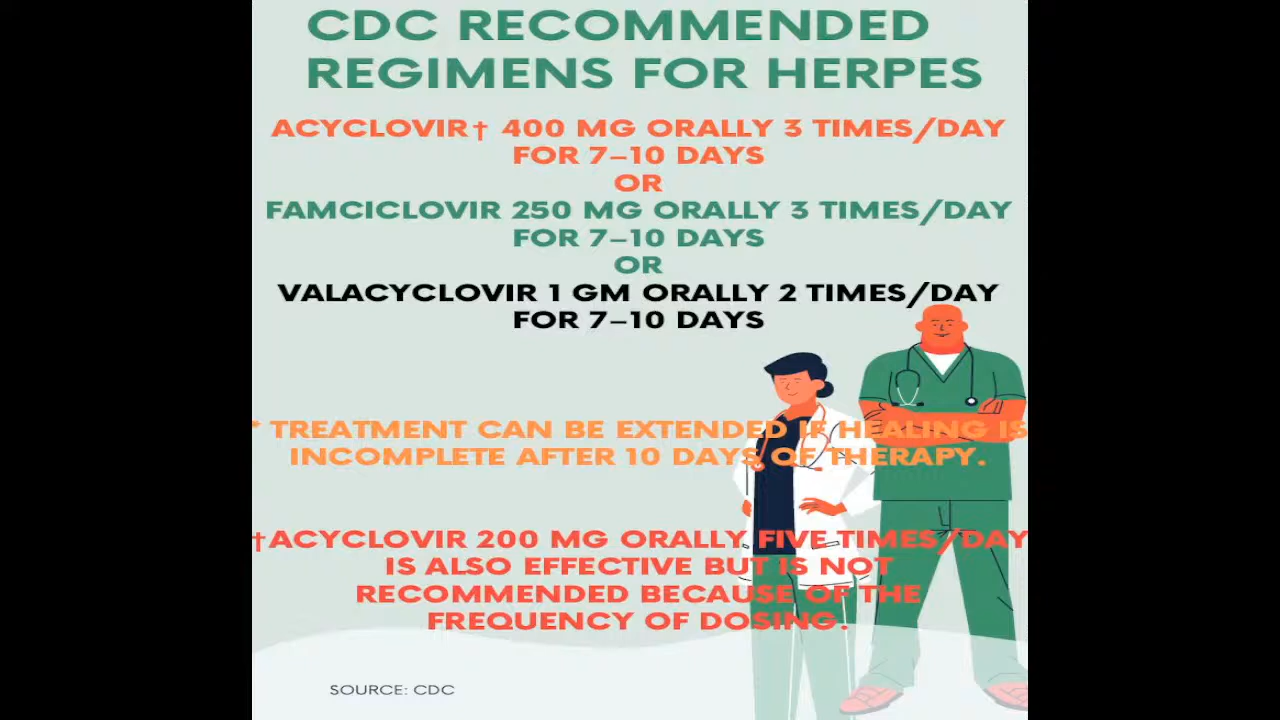 CDC RECOMMENDED
REGIMENS FOR HERPES
ACYCLOVIR† 400 MG ORALLY 3 TIMES/DAY
FOR 7–10 DAYS
OR
FAMCICLOVIR 250 MG ORALLY 3 TIMES/DAY
FOR 7–10 DAYS
OR
VALACYCLOVIR 1 GM ORALLY 2 TIMES/DAY
FOR 7–10 DAYS
* TREATMENT CAN BE EXTENDED IF HEALING IS
INCOMPLETE AFTER 10 DAYS OF THERAPY.
†ACYCLOVIR 200 MG ORALLY FIVE TIMES/DAY
IS ALSO EFFECTIVE BUT IS NOT
RECOMMENDED BECAUSE OF THE
FREQUENCY OF DOSING.
SOURCE: CDC